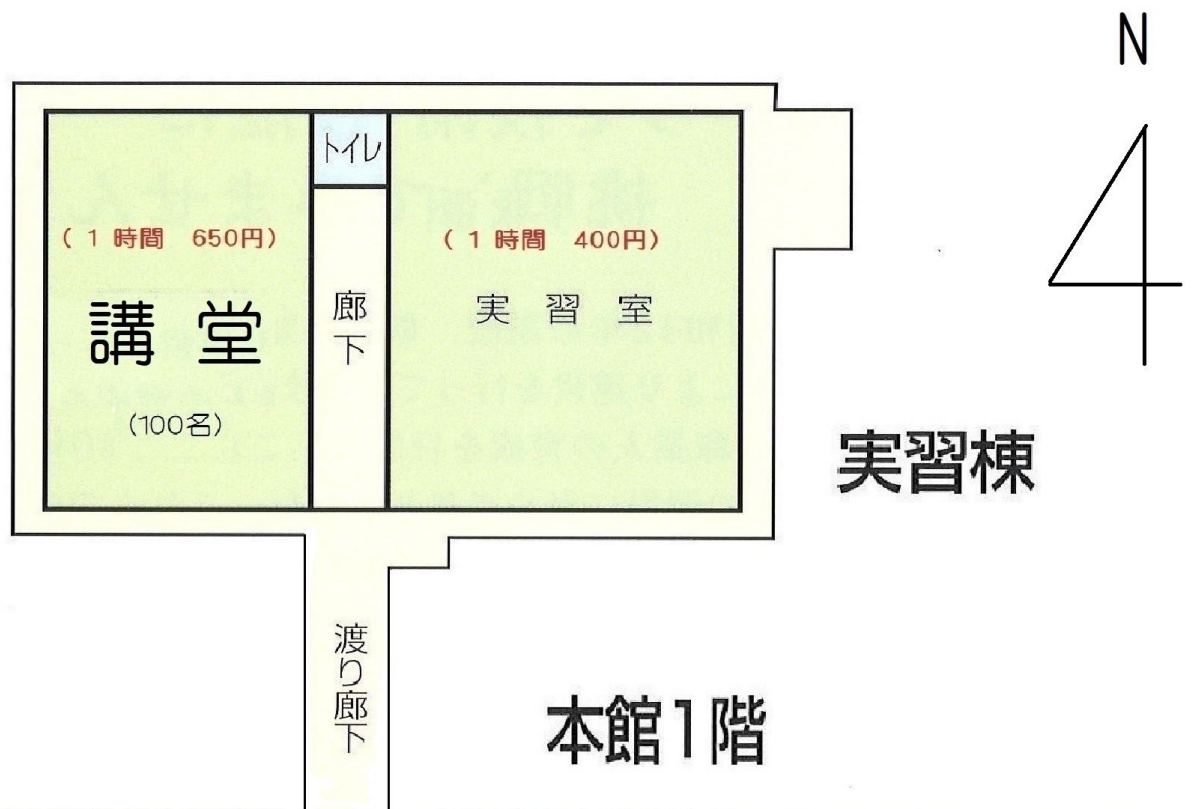 N
トイレ
(1時間 650円)
(1時間 400円)
講堂
(100名)
廊下
実習室
実習棟
渡り廊下
本館1階